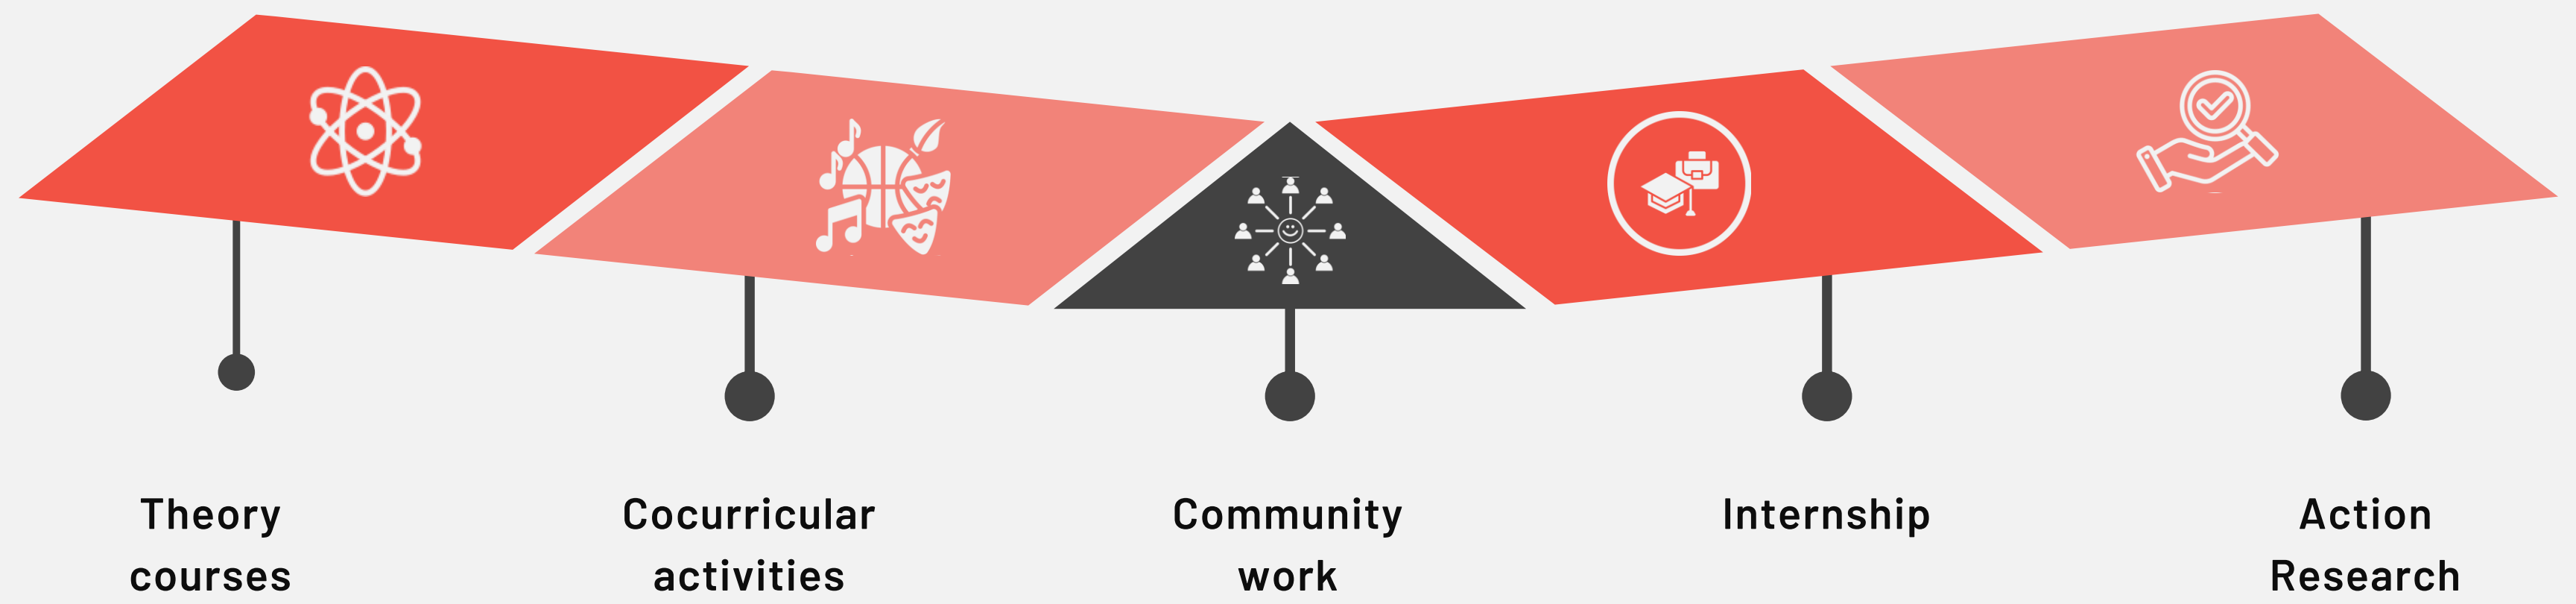 Theory
courses
Cocurricular
activities
Community
work
Internship
Action
Research